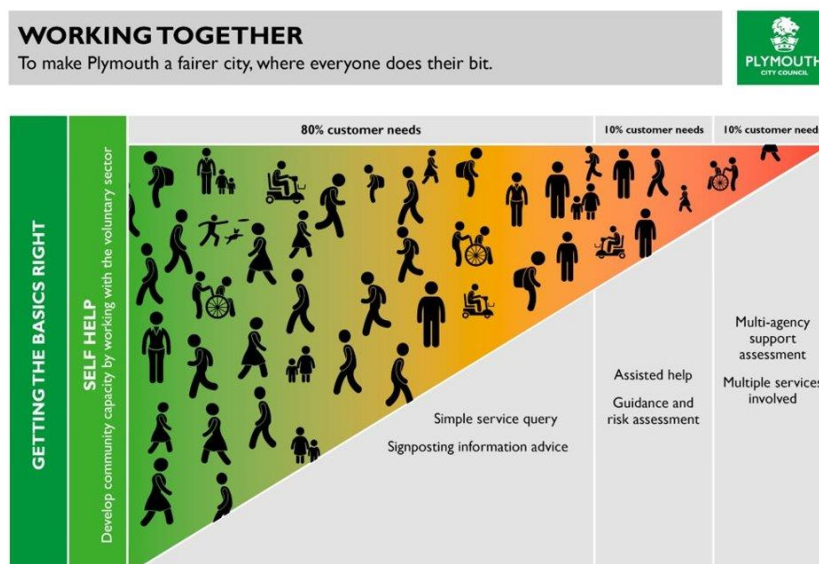 WORKING TOGETHER
To make Plymouth a fairer city, where everyone does their bit.
PLYMOUTH
CITY COUNCIL
GETTING THE BASICS RIGHT
SELF HELP
Develop community capacity by working with the voluntary sector
80% customer needs
10% customer needs
10% customer need
Simple service query
Signposting information advice
Assisted help
Guidance and
risk assessment
Multi-agency
support
assessment
Multiple services
involved